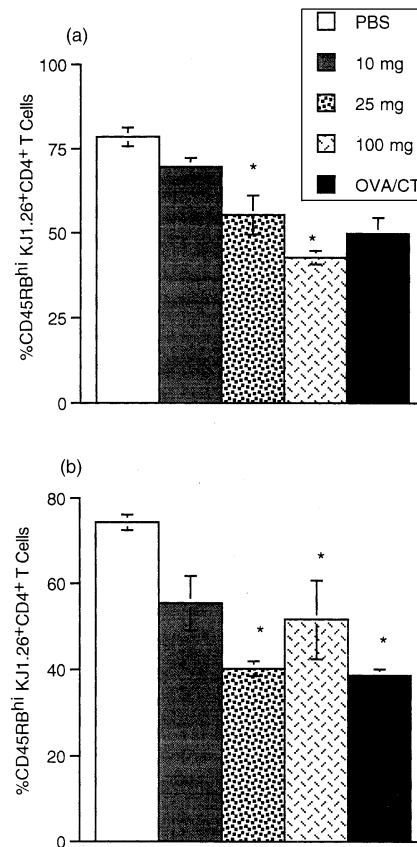 (a)
PBS
10 mg
25 mg
100 mg
OVA/CT
%CD45RBhi KJ1.26+CD4+ T Cells
100
75
50
25
0
*
*
(b)
%CD45RBhi KJ1.26+CD4+ T Cells
80
60
40
20
0
*
*
*